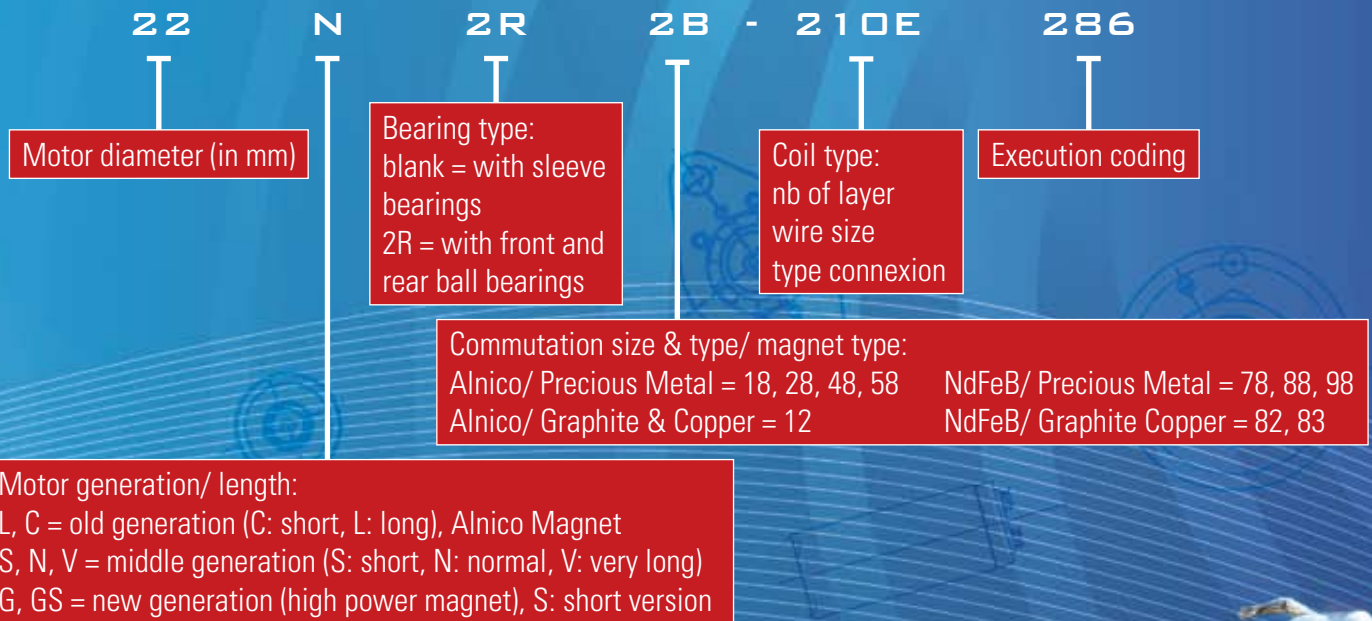 22 N 2R 2B - 210E 286
Motor diameter (in mm)
Bearing type:
blank = with sleeve
bearings
2R = with front and
rear ball bearings
Coil type:
nb of layer
wire size
type connexion
Execution coding
Commutation size & type/ magnet type:
Alnico/ Precious Metal = 18, 28, 48, 58 NdFeB/ Precious Metal = 78, 88, 98
Alnico/ Graphite & Copper = 12 NdFeB/ Graphite Copper = 82, 83
Motor generation/ length:
L, C = old generation (C: short, L: long), Alnico Magnet
S, N, V = middle generation (S: short, N: normal, V: very long)
G, GS = new generation (high power magnet), S: short version